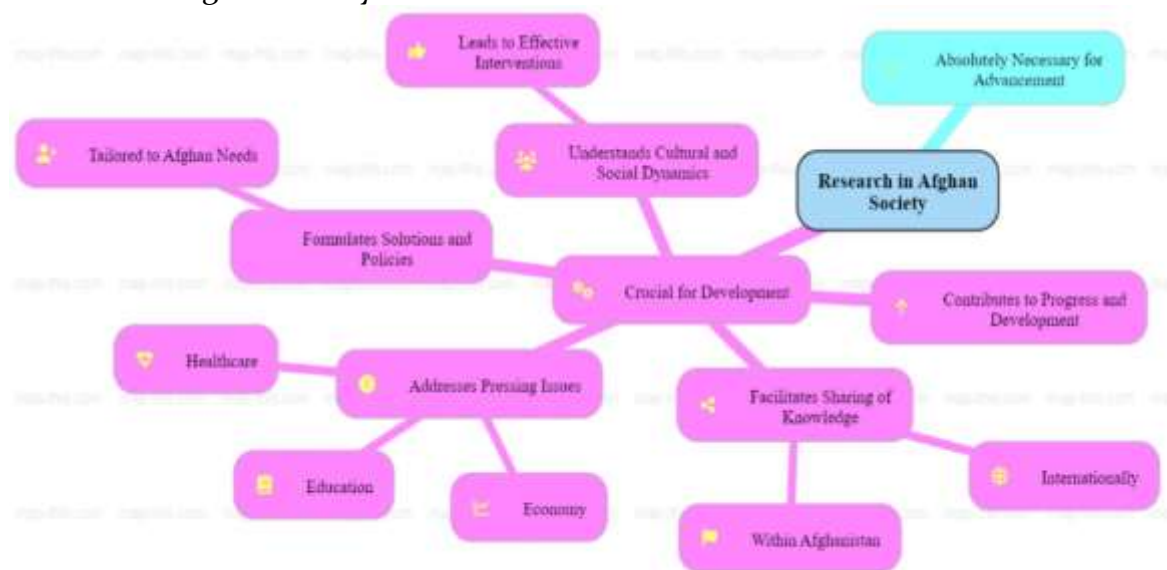 Leads to Effective
Interventions
Absolutely Necessary for
Advancement
Tailored to Afghan Needs
Understands Cultural and
Social Dynamics
Research in Afghan
Society
Formulates Solutions and
Policies
Crucial for Development
Contributes to Progress and
Development
Healthcare
Addresses Pressing Issues
Facilitates Sharing of
Knowledge
Education
Economy
Internationally
Within Afghanistan